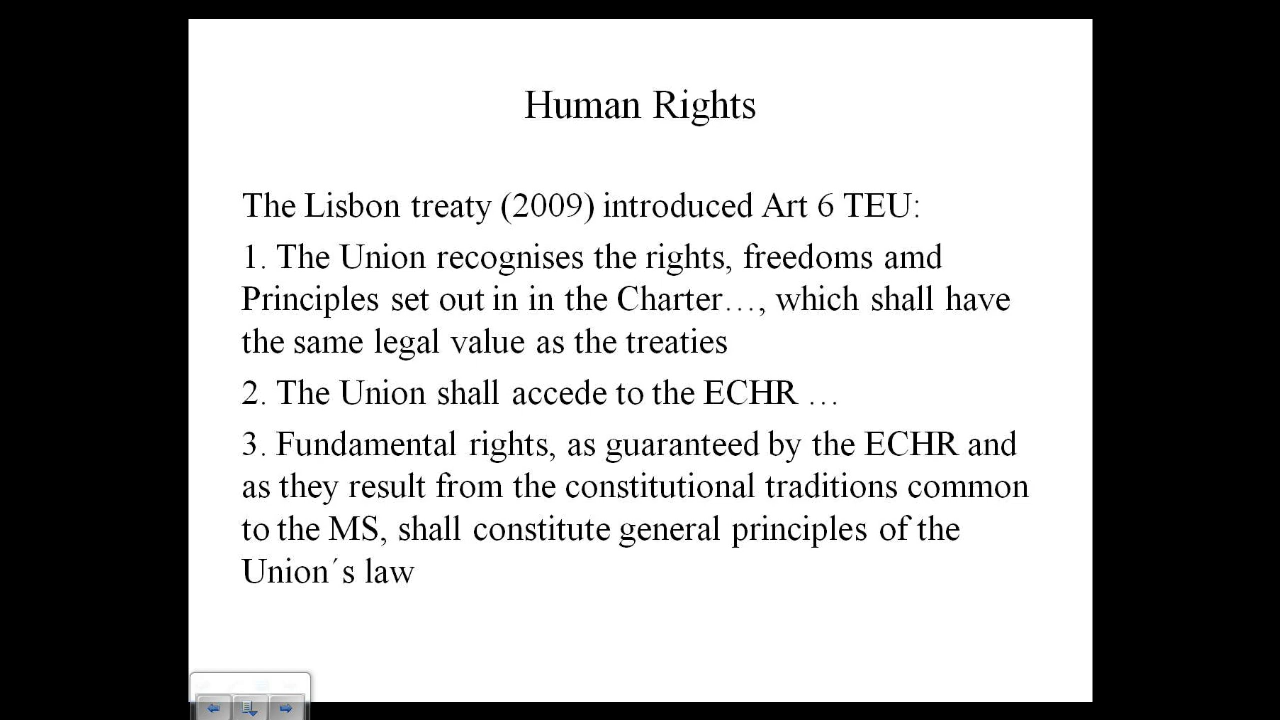 Human Rights
The Lisbon treaty (2009) introduced Art 6 TEU:
1. The Union recognises the rights, freedoms amd
Principles set out in in the Charter…, which shall have
the same legal value as the treaties
2. The Union shall accede to the ECHR …
3. Fundamental rights, as guaranteed by the ECHR and
as they result from the constitutional traditions common
to the MS, shall constitute general principles of the
Union´s law